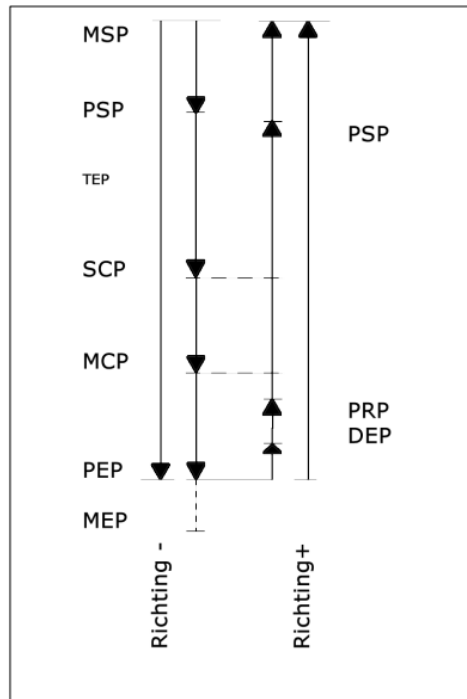 MSP
PSP
PSP
TEP
SCP
MCP
PRP
DEP
PEP
MEP
Richting -
Richting+